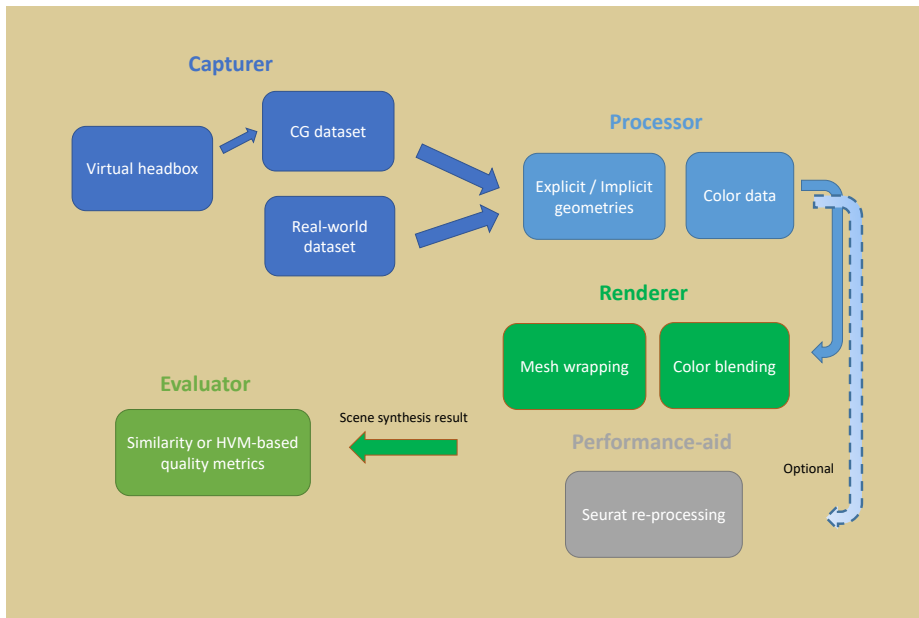 Capturer
Virtual headbox
CG dataset
Real-world
dataset
Processor
Explicit / Implicit
geometries
Color data
Renderer
Mesh wrapping
Color blending
Performance-aid
Seurat re-processing
Optional
Scene synthesis result
Evaluator
Similarity or HVM-based
quality metrics